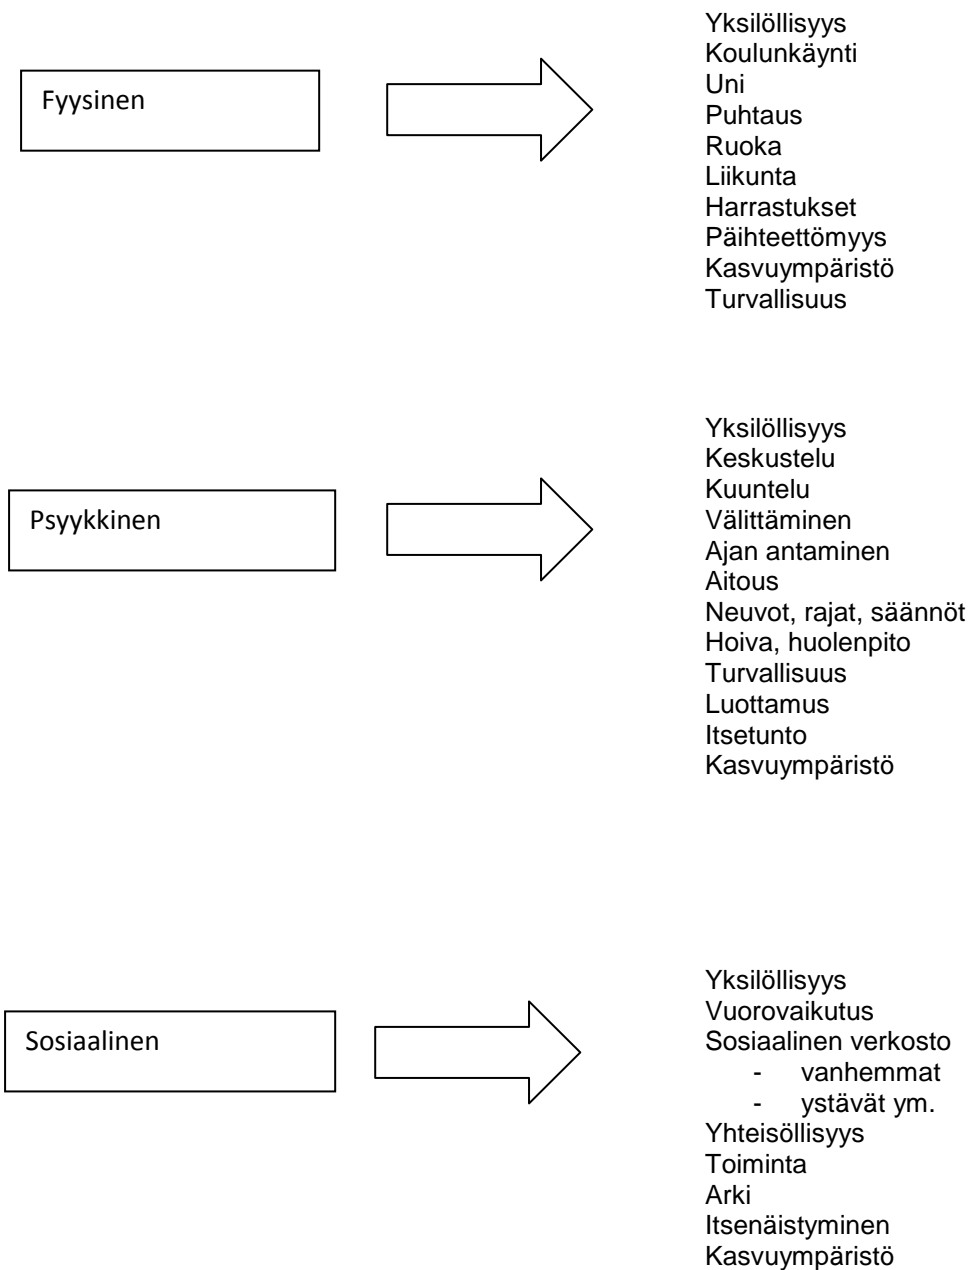 Fyysinen
Yksilöllisyys
Koulunkäynti
Uni
Puhtaus
Ruoka
Liikunta
Harrastukset
Päihteettömyys
Kasvuympäristö
Turvallisuus
Psyykkinen
Yksilöllisyys
Keskustelu
Kuuntelu
Välittäminen
Ajan antaminen
Aitous
Neuvot, rajat, säännöt
Hoiva, huolenpito
Turvallisuus
Luottamus
Itsetunto
Kasvuympäristö
Sosiaalinen
Yksilöllisyys
Vuorovaikutus
Sosiaalinen verkosto
- vanhemmat
- ystävät ym.
Yhteisöllisyys
Toiminta
Arki
Itsenäistyminen
Kasvuympäristö